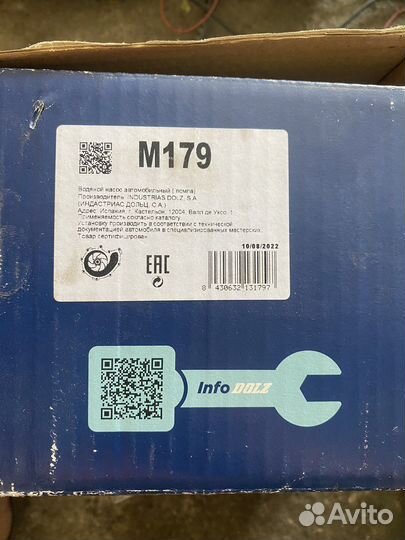 M179
Водяной насос автомобильный (помпа)
Производитель: INDUSTRIAS DOLZ, S.A
(ИНДАСТРИАС ДОЛЬЦ, С.А.)
Адрес: Испания, г. Кастельон, 12004, Валл де Уксо, 1
Применяемость согласно каталогу.
Установку производить в соответствии с технической
документацией автомобиля в специализированных мастерских.
Товар сертифицирован.
10/08/2022
EAC
8 430632 131797
Info DOLZ
Avito